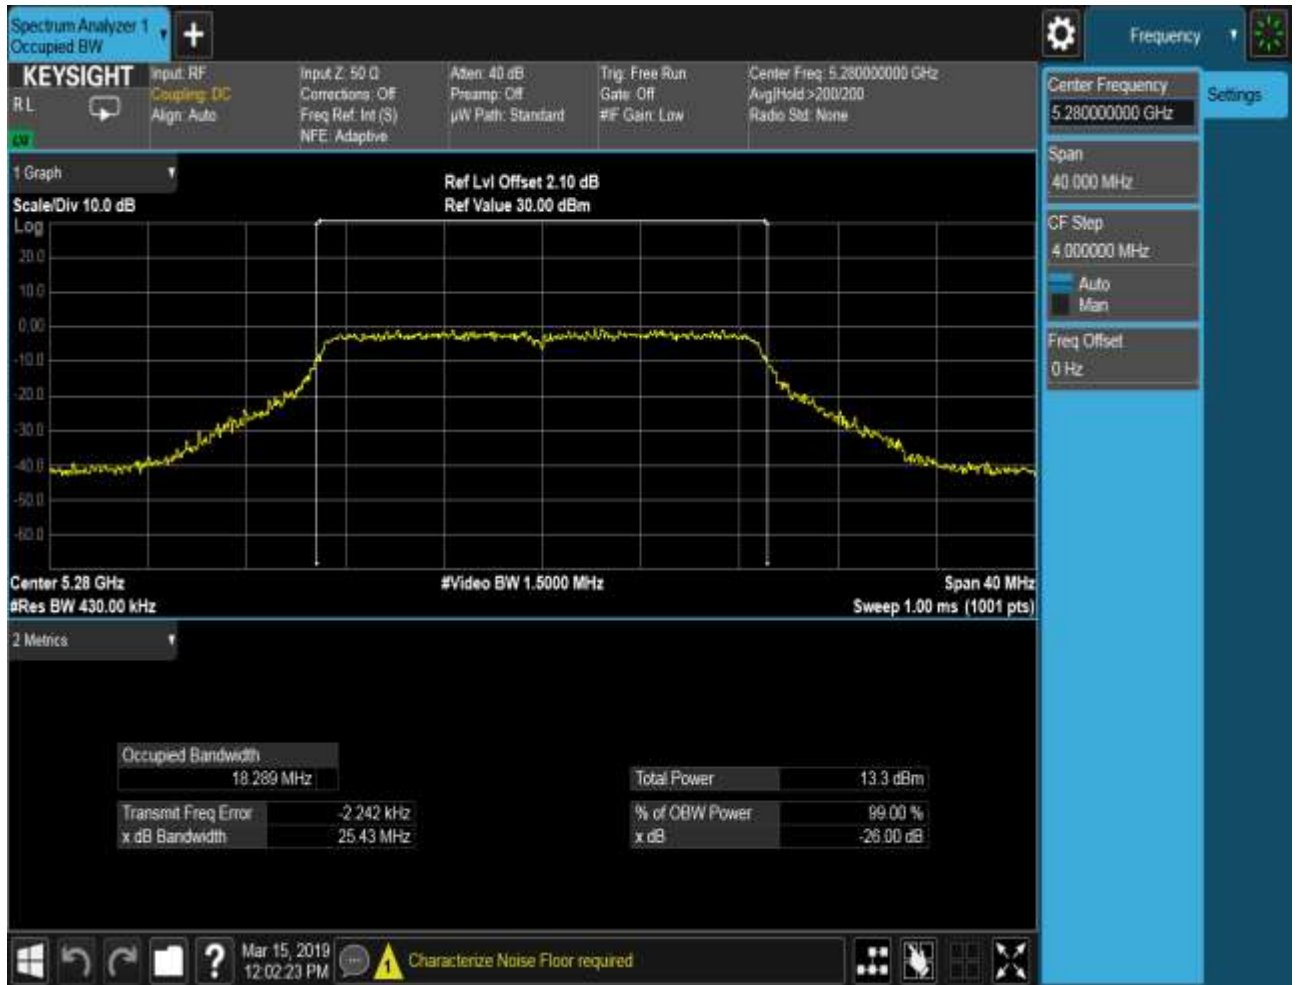 Spectrum Analyzer 1
Occupied BW
Frequency
KEYSIGHT
R L
Input: RF
Coupling: DC
Align: Auto
Input Z: 50 Ω
Corrections: Off
Freq Ref: Int (S)
NFE: Adaptive
Atten: 40 dB
Preamp: Off
µW Path: Standard
Trig: Free Run
Gate: Off
#IF Gain: Low
Center Freq: 5.280000000 GHz
Avg|Hold:>200/200
Radio Std: None
Center Frequency
5.280000000 GHz
Settings
Span
40.000 MHz
CF Step
4.000000 MHz
Auto
Man
Freq Offset
0 Hz
1 Graph
Scale/Div 10.0 dB
Ref Lvl Offset 2.10 dB
Ref Value 30.00 dBm
Log
20.0
10.0
0.00
-10.0
-20.0
-30.0
-40.0
-50.0
-60.0
Center 5.28 GHz
#Video BW 1.5000 MHz
Span 40 MHz
#Res BW 430.00 kHz
Sweep 1.00 ms (1001 pts)
2 Metrics
Occupied Bandwidth
18.289 MHz
Total Power 13.3 dBm
Transmit Freq Error -2.242 kHz
% of OBW Power 99.00 %
x dB Bandwidth 25.43 MHz
x dB -26.00 dB
?
Mar 15, 2019
12:02:23 PM
1
Characterize Noise Floor required